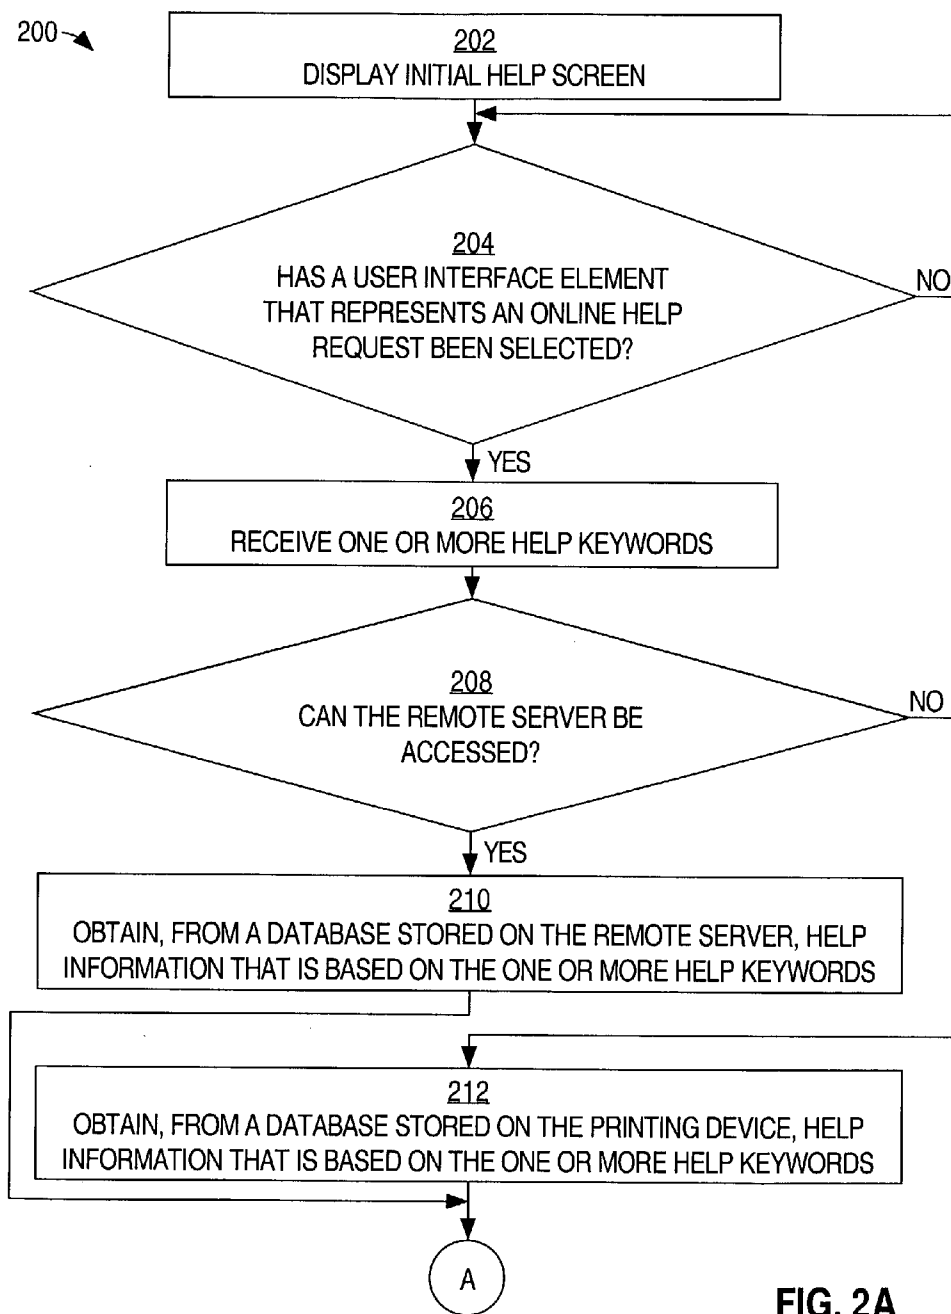 200
202
DISPLAY INITIAL HELP SCREEN
204
HAS A USER INTERFACE ELEMENT
THAT REPRESENTS AN ONLINE HELP
REQUEST BEEN SELECTED?
NO
YES
206
RECEIVE ONE OR MORE HELP KEYWORDS
208
CAN THE REMOTE SERVER BE
ACCESSED?
NO
YES
210
OBTAIN, FROM A DATABASE STORED ON THE REMOTE SERVER, HELP
INFORMATION THAT IS BASED ON THE ONE OR MORE HELP KEYWORDS
212
OBTAIN, FROM A DATABASE STORED ON THE PRINTING DEVICE, HELP
INFORMATION THAT IS BASED ON THE ONE OR MORE HELP KEYWORDS
A
FIG. 2A